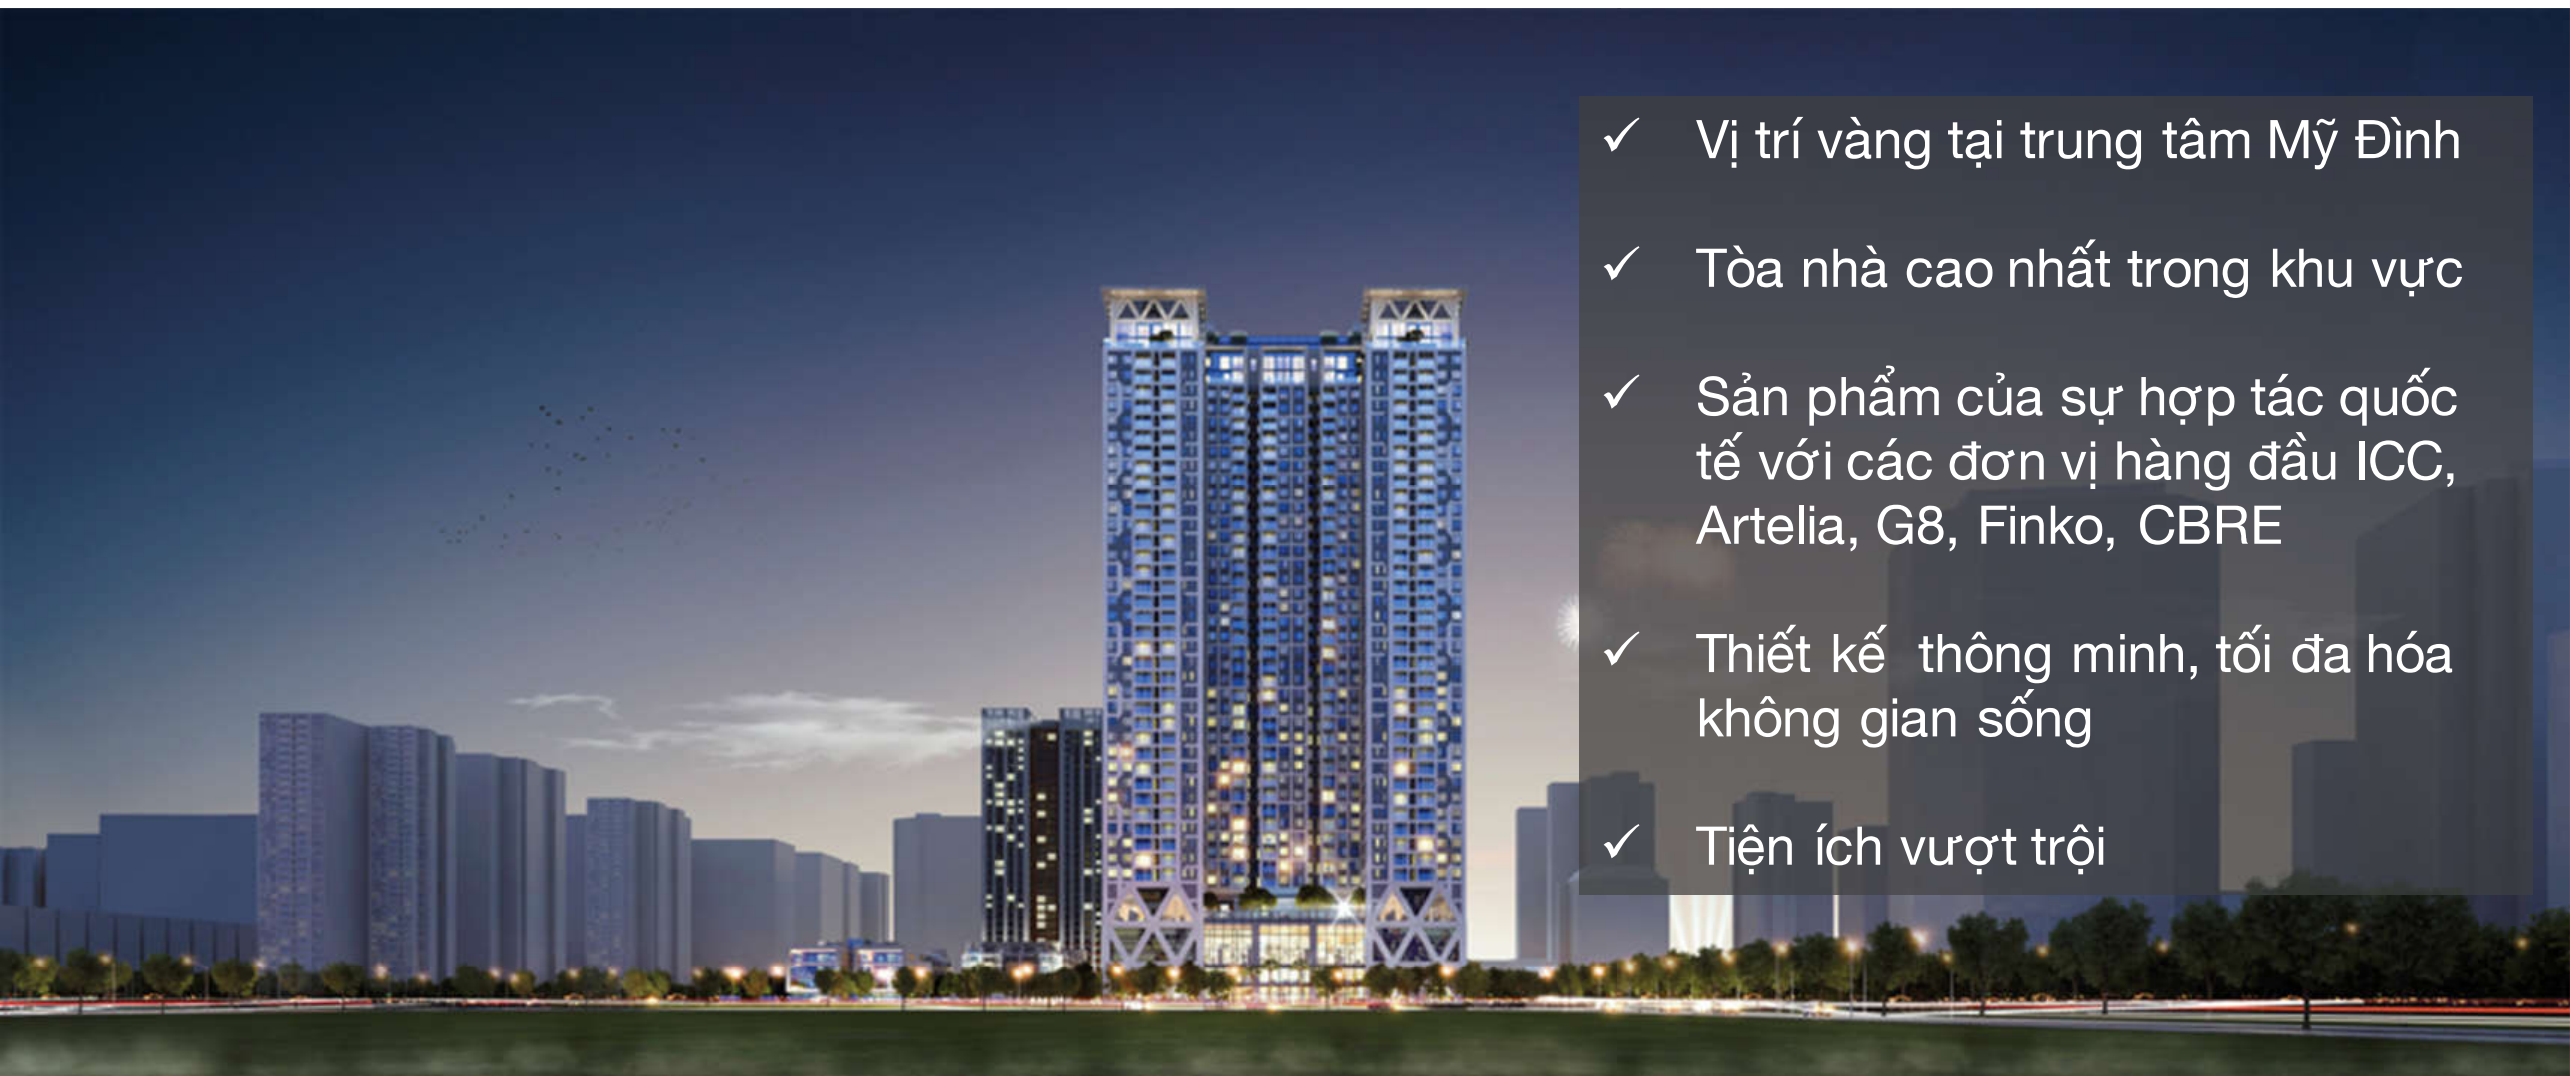 ✓ Vị trí vàng tại trung tâm Mỹ Đình
✓ Tòa nhà cao nhất trong khu vực
✓ Sản phẩm của sự hợp tác quốc
tế với các đơn vị hàng đầu ICC,
Artelia, G8, Finko, CBRE
✓ Thiết kế thông minh, tối đa hóa
không gian sống
✓ Tiện ích vượt trội